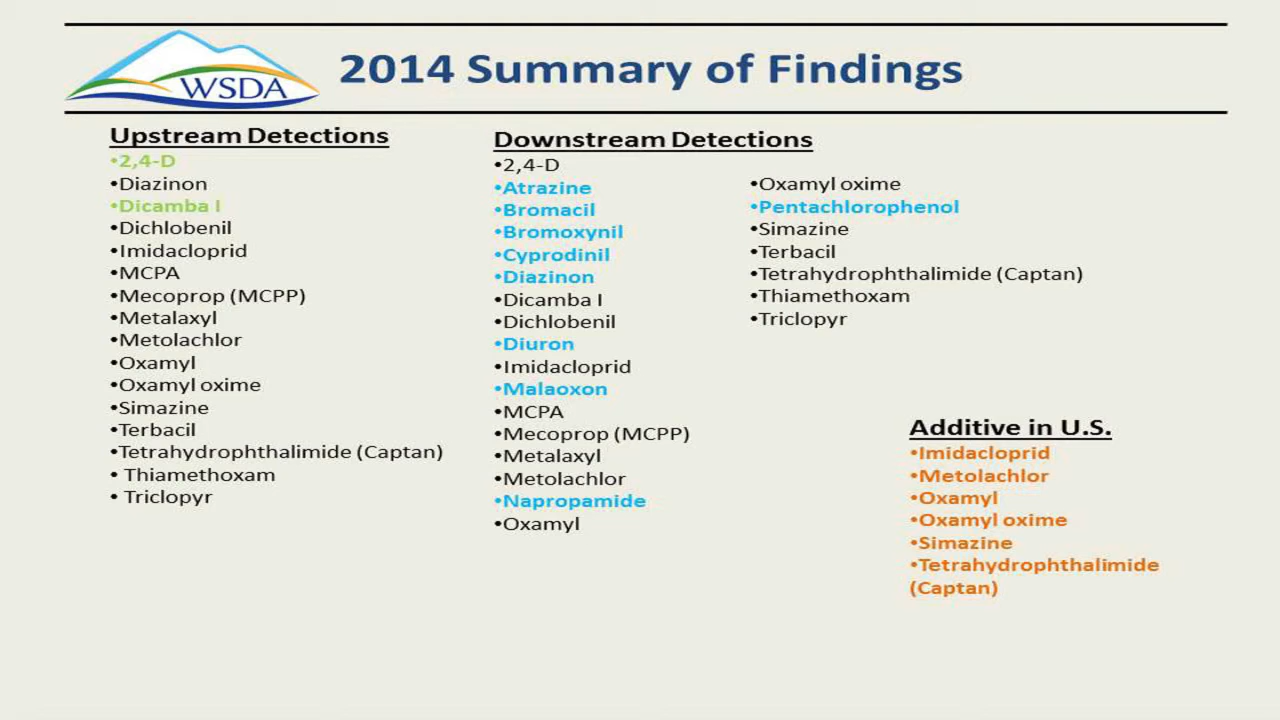 WSDA
2014 Summary of Findings
Upstream Detections
•2,4-D
•Diazinon
•Dicamba I
•Dichlobenil
•Imidacloprid
•MCPA
•Mecoprop (MCPP)
•Metalaxyl
•Metolachlor
•Oxamyl
•Oxamyl oxime
•Simazine
•Terbacil
•Tetrahydrophthalimide (Captan)
• Thiamethoxam
• Triclopyr
Downstream Detections
•2,4-D
•Atrazine
•Bromacil
•Bromoxynil
•Cyprodinil
•Diazinon
•Dicamba I
•Dichlobenil
•Diuron
•Imidacloprid
•Malaoxon
•MCPA
•Mecoprop (MCPP)
•Metalaxyl
•Metolachlor
•Napropamide
•Oxamyl
•Oxamyl oxime
•Pentachlorophenol
•Simazine
•Terbacil
•Tetrahydrophthalimide (Captan)
•Thiamethoxam
•Triclopyr
Additive in U.S.
•Imidacloprid
•Metolachlor
•Oxamyl
•Oxamyl oxime
•Simazine
•Tetrahydrophthalimide
(Captan)